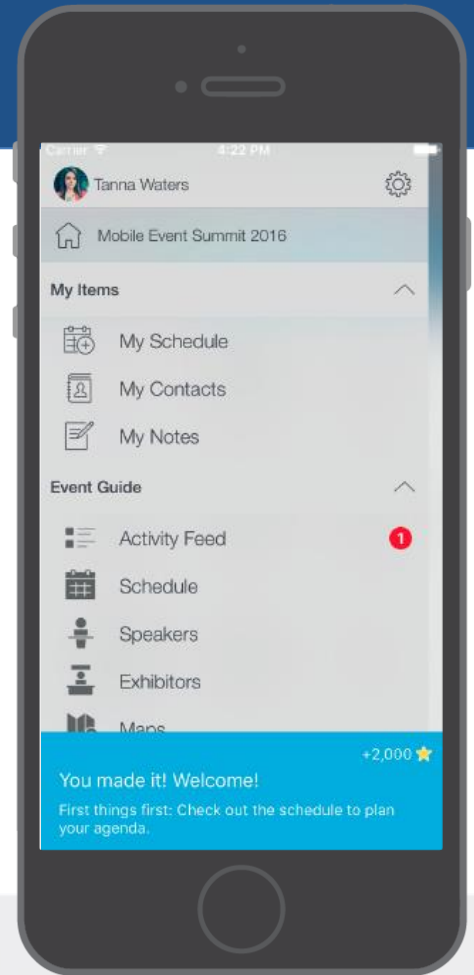 Carrier 4:22 PM
Tanna Waters
Mobile Event Summit 2016
My Items
My Schedule
My Contacts
My Notes
Event Guide
Activity Feed 1
Schedule
Speakers
Exhibitors
Maps
+2,000
You made it! Welcome!
First things first: Check out the schedule to plan
your agenda.